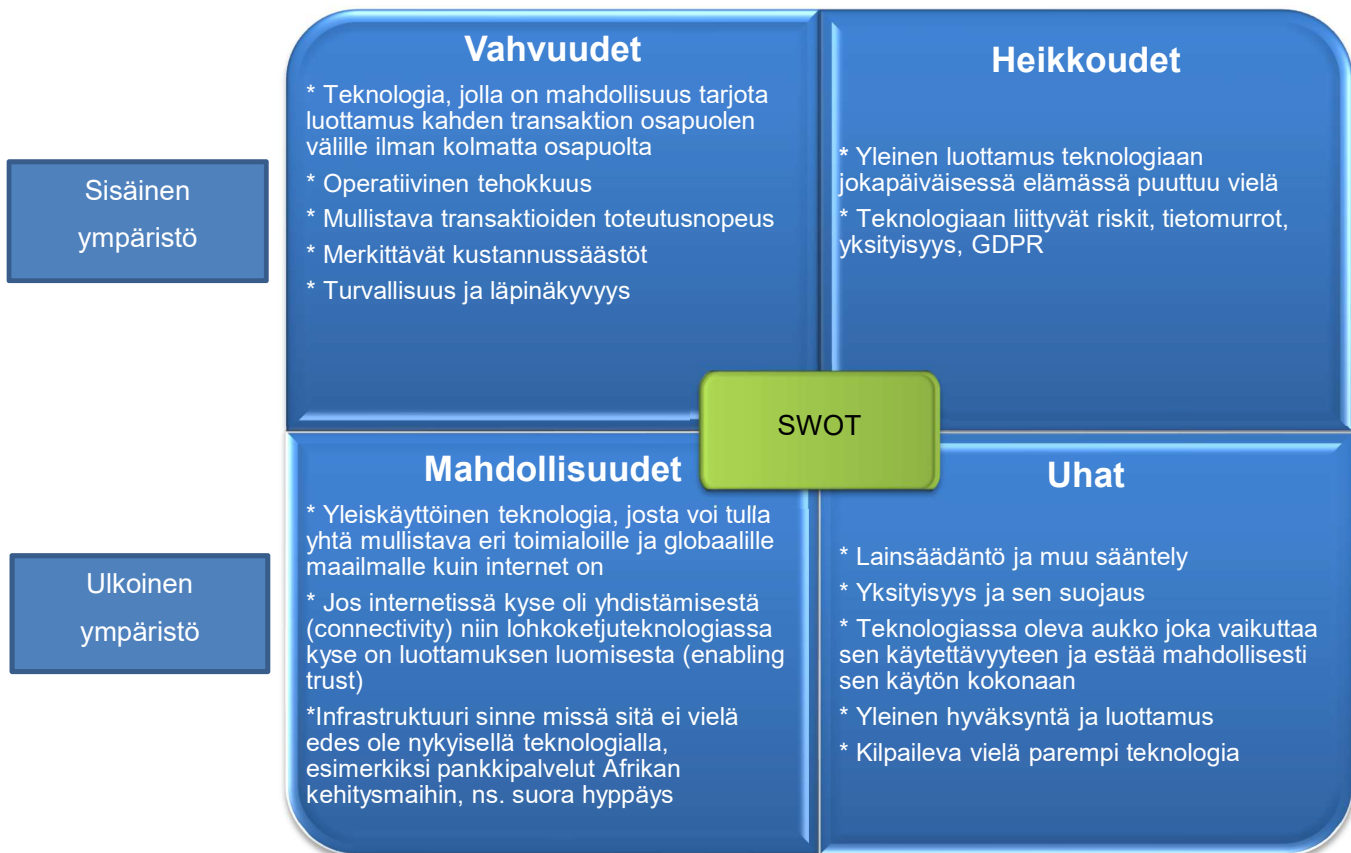 Sisäinen
ympäristö
Vahvuudet
* Teknologia, jolla on mahdollisuus tarjota
luottamus kahden transaktion osapuolen
välille ilman kolmatta osapuolta
* Operatiivinen tehokkuus
* Mullistava transaktioiden toteutusnopeus
* Merkittävät kustannussäästöt
* Turvallisuus ja läpinäkyvyys
Heikkoudet
* Yleinen luottamus teknologiaan
jokapäiväisessä elämässä puuttuu vielä
* Teknologiaan liittyvät riskit, tietomurrot,
yksityisyys, GDPR
SWOT
Ulkoinen
ympäristö
Mahdollisuudet
* Yleiskäyttöinen teknologia, josta voi tulla
yhtä mullistava eri toimialoille ja globaalille
maailmalle kuin internet on
* Jos internetissä kyse oli yhdistämisestä
(connectivity) niin lohkoketjuteknologiassa
kyse on luottamuksen luomisesta (enabling
trust)
*Infrastruktuuri sinne missä sitä ei vielä
edes ole nykyisellä teknologialla,
esimerkiksi pankkipalvelut Afrikan
kehitysmaihin, ns. suora hyppäys
Uhat
* Lainsäädäntö ja muu sääntely
* Yksityisyys ja sen suojaus
* Teknologiassa oleva aukko joka vaikuttaa
sen käytettävyyteen ja estää mahdollisesti
sen käytön kokonaan
* Yleinen hyväksyntä ja luottamus
* Kilpaileva vielä parempi teknologia